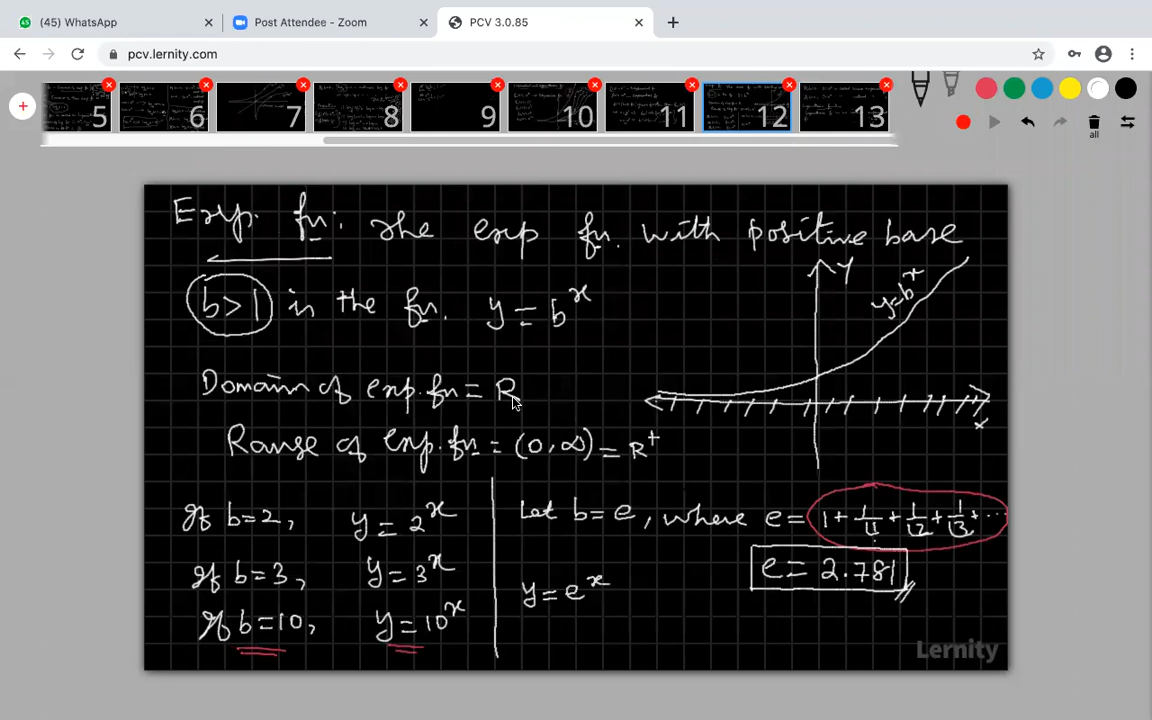 (45) WhatsApp
Post Attendee - Zoom
PCV 3.0.85
pcv.lernity.com
5 6 7 8 9 10 11 12 13
all
Exp. fn: The exp fn. with positive base
b>1 in the fn. y = b^x
Y
y=b^x
x
Domain of exp. fn = R
Range of exp. fn = (0, ∞) = R^+
If b=2, y = 2^x
If b=3, y = 3^x
If b=10, y = 10^x
Let b = e, where e = 1 + 1/⌊1 + 1/⌊2 + 1/⌊3 + ...
e = 2.781
y = e^x
Lernity